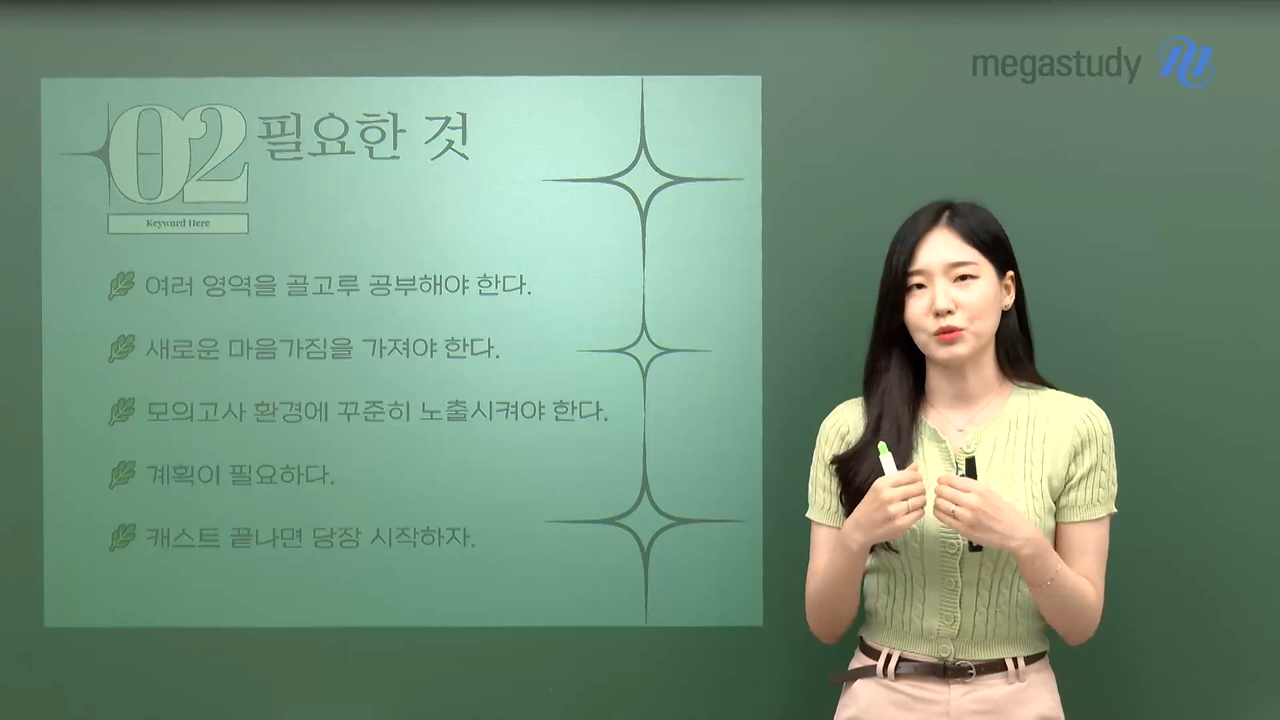 megastudy
02 필요한 것
Keyword Here
여러 영역을 골고루 공부해야 한다.
새로운 마음가짐을 가져야 한다.
모의고사 환경에 꾸준히 노출시켜야 한다.
계획이 필요하다.
캐스트 끝나면 당장 시작하자.